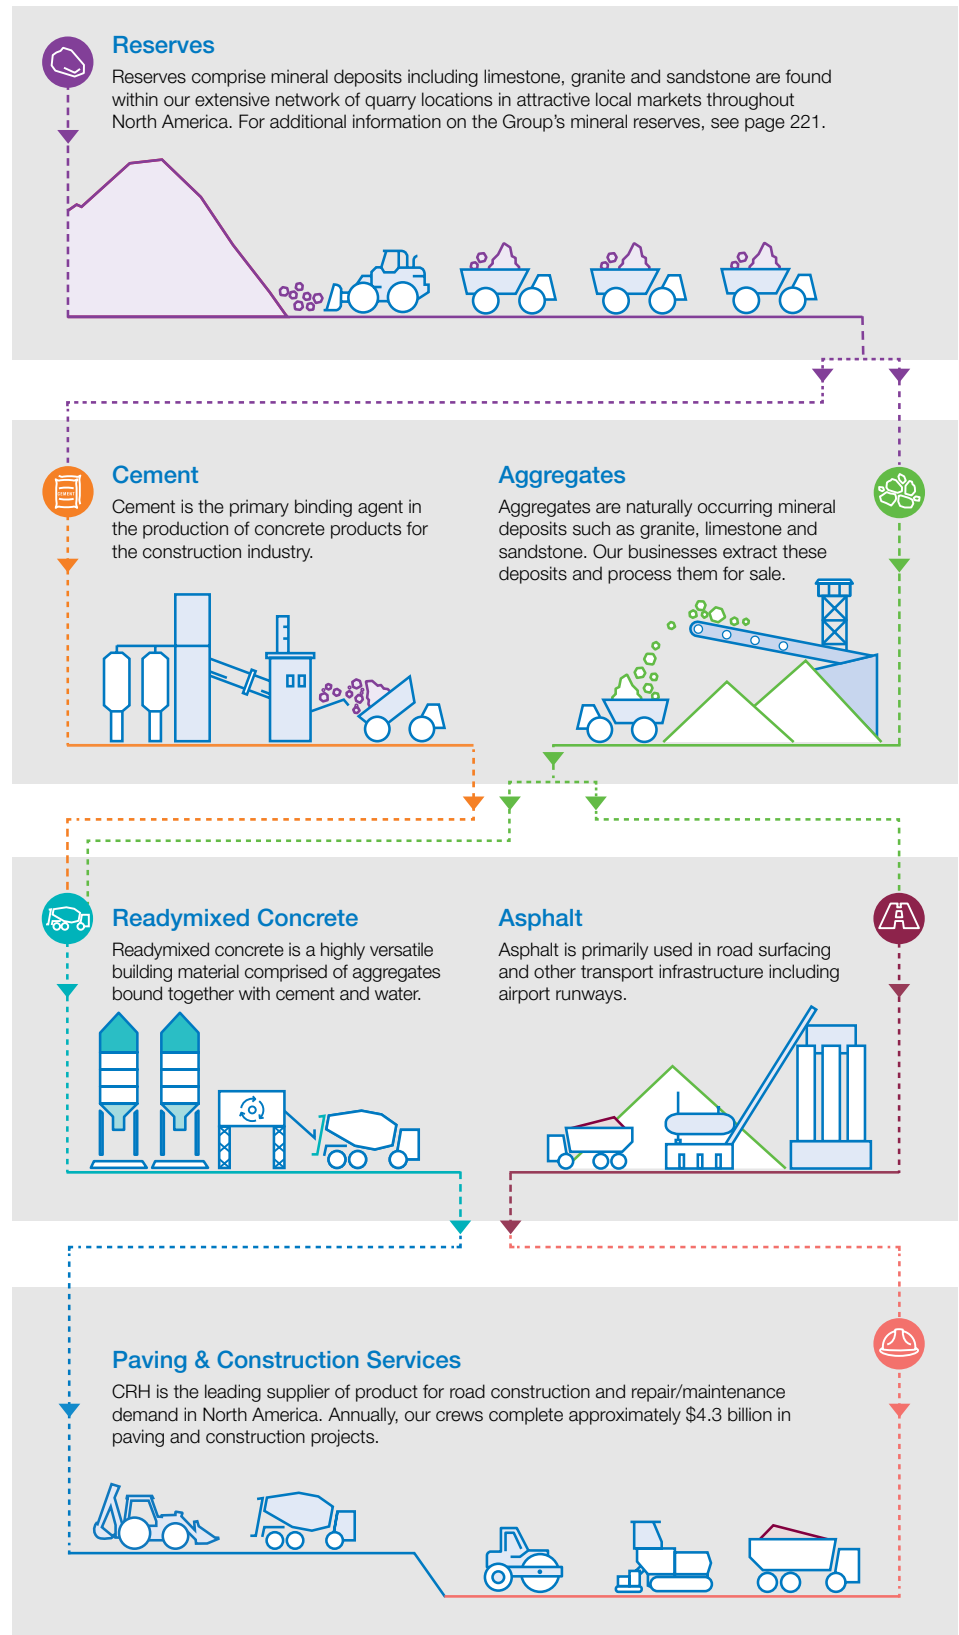 Reserves
Reserves comprise mineral deposits including limestone, granite and sandstone are found
within our extensive network of quarry locations in attractive local markets throughout
North America. For additional information on the Group’s mineral reserves, see page 221.
Cement
Cement is the primary binding agent in
the production of concrete products for
the construction industry.
CEMENT
Aggregates
Aggregates are naturally occurring mineral
deposits such as granite, limestone and
sandstone. Our businesses extract these
deposits and process them for sale.
Readymixed Concrete
Readymixed concrete is a highly versatile
building material comprised of aggregates
bound together with cement and water.
Asphalt
Asphalt is primarily used in road surfacing
and other transport infrastructure including
airport runways.
Paving & Construction Services
CRH is the leading supplier of product for road construction and repair/maintenance
demand in North America. Annually, our crews complete approximately $4.3 billion in
paving and construction projects.